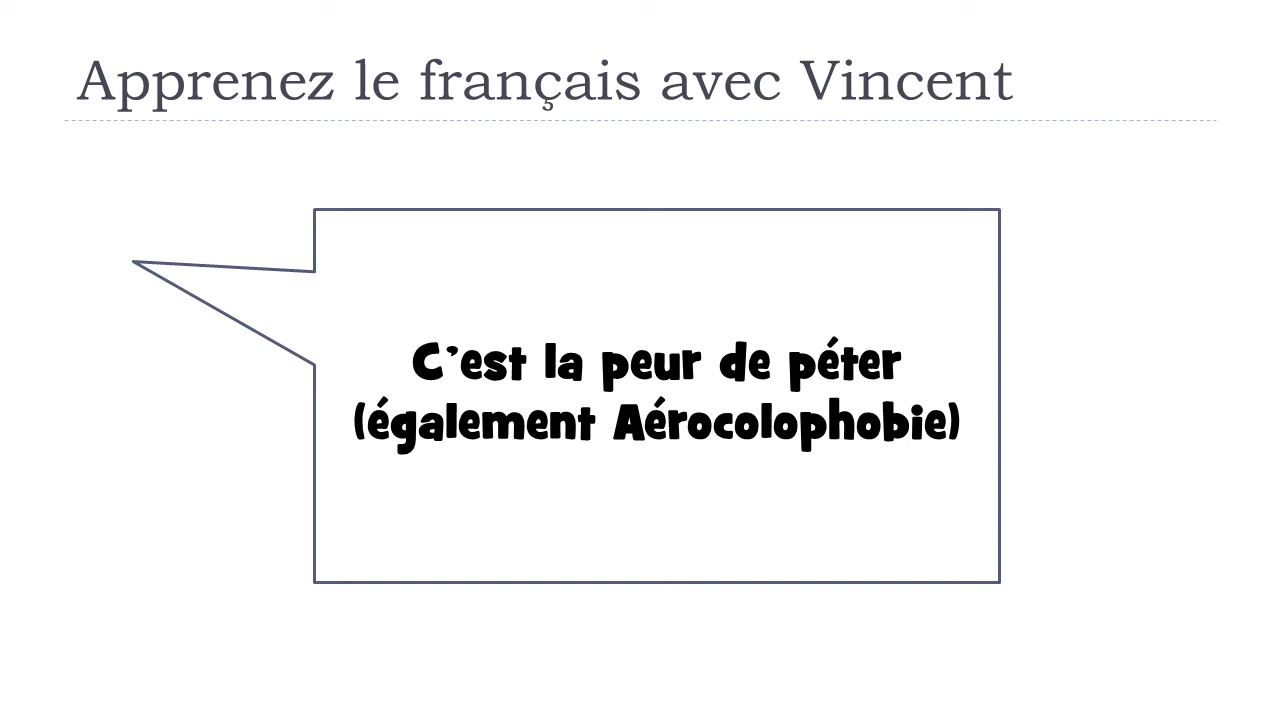 Apprenez le français avec Vincent
C’est la peur de péter
(également Aérocolophobie)